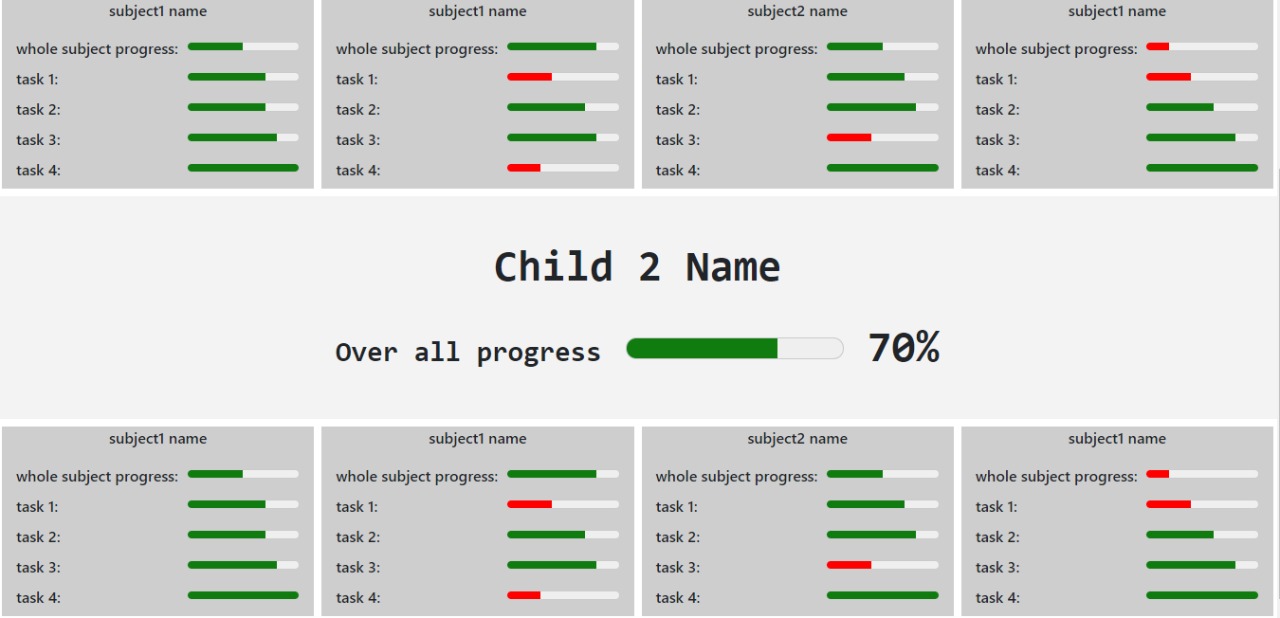 subject1 name
whole subject progress:
task 1:
task 2:
task 3:
task 4:
subject1 name
whole subject progress:
task 1:
task 2:
task 3:
task 4:
subject2 name
whole subject progress:
task 1:
task 2:
task 3:
task 4:
subject1 name
whole subject progress:
task 1:
task 2:
task 3:
task 4:
Child 2 Name
Over all progress 70%
subject1 name
whole subject progress:
task 1:
task 2:
task 3:
task 4:
subject1 name
whole subject progress:
task 1:
task 2:
task 3:
task 4:
subject2 name
whole subject progress:
task 1:
task 2:
task 3:
task 4:
subject1 name
whole subject progress:
task 1:
task 2:
task 3:
task 4: